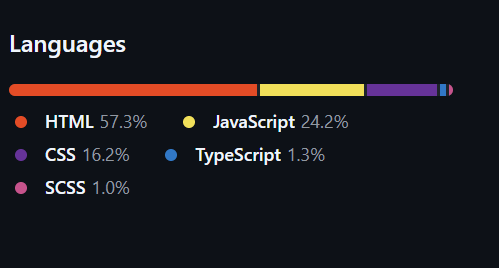 Languages
HTML 57.3% JavaScript 24.2%
CSS 16.2% TypeScript 1.3%
SCSS 1.0%